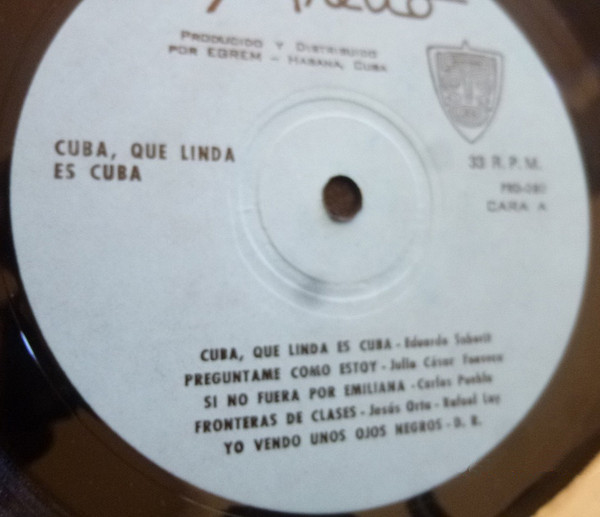 PRODUCIDO Y DISTRIBUIDO
POR EGREM - HABANA, CUBA
CUBA, QUE LINDA
ES CUBA
33 R.P.M.
CARA A
CUBA, QUE LINDA ES CUBA - Eduardo Saborit
PREGUNTAME COMO ESTOY - Julio César Fonseca
SI NO FUERA POR EMILIANA - Carlos Puebla
FRONTERAS DE CLASES - Jesús Orta - Rafael Lay
YO VENDO UNOS OJOS NEGROS - D. R.